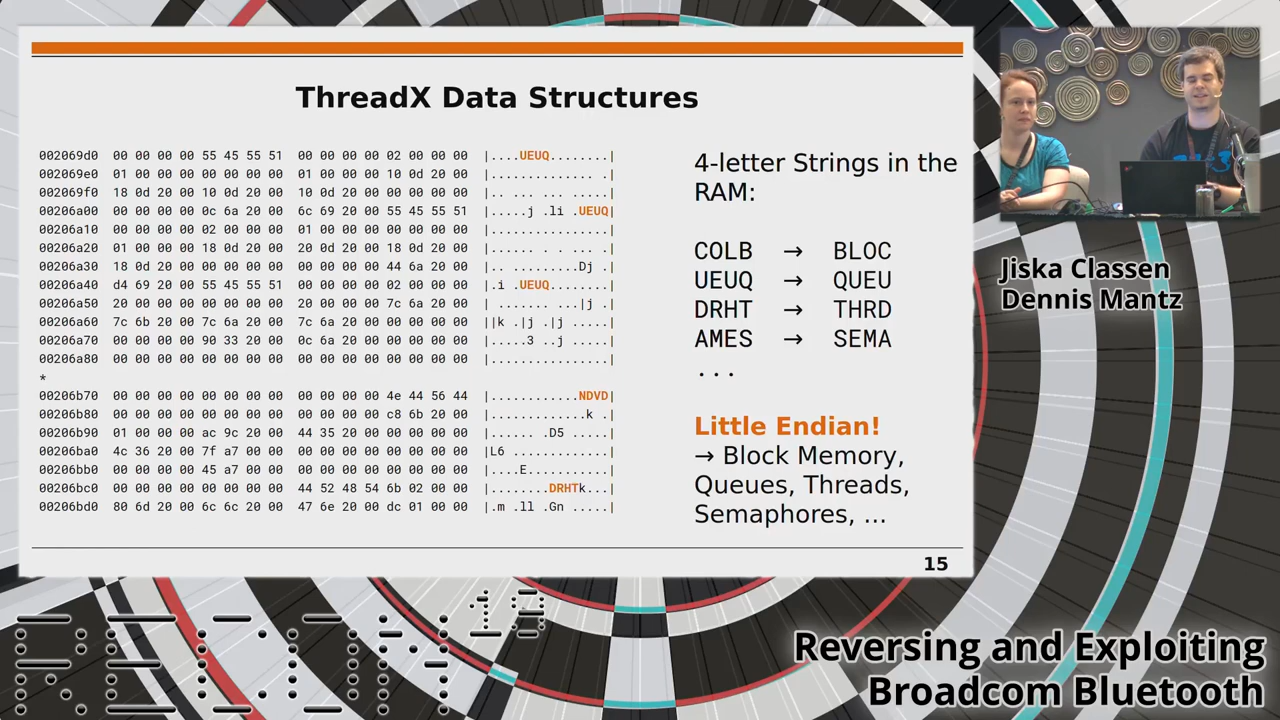 ThreadX Data Structures
002069d0 00 00 00 00 55 45 55 51 00 00 00 00 02 00 00 00 |....UEUQ........|
002069e0 01 00 00 00 00 00 00 00 01 00 00 00 10 0d 20 00 |.............. .|
002069f0 18 0d 20 00 10 0d 20 00 10 0d 20 00 00 00 00 00 |.. ... ... .....|
00206a00 00 00 00 00 0c 6a 20 00 6c 69 20 00 55 45 55 51 |.....j .li .UEUQ|
00206a10 00 00 00 00 02 00 00 00 01 00 00 00 00 00 00 00 |................|
00206a20 01 00 00 00 18 0d 20 00 20 0d 20 00 18 0d 20 00 |...... . . ... .|
00206a30 18 0d 20 00 00 00 00 00 00 00 00 00 44 6a 20 00 |.. .........Dj .|
00206a40 d4 69 20 00 55 45 55 51 00 00 00 00 02 00 00 00 |.i .UEUQ........|
00206a50 20 00 00 00 00 00 00 00 20 00 00 00 7c 6a 20 00 | ....... ...|j .|
00206a60 7c 6b 20 00 7c 6a 20 00 7c 6a 20 00 00 00 00 00 ||k .|j .|j .....|
00206a70 00 00 00 00 90 33 20 00 0c 6a 20 00 00 00 00 00 |.....3 ..j .....|
00206a80 00 00 00 00 00 00 00 00 00 00 00 00 00 00 00 00 |................|
*
00206b70 00 00 00 00 00 00 00 00 00 00 00 00 4e 44 56 44 |............NDVD|
00206b80 00 00 00 00 00 00 00 00 00 00 00 00 c8 6b 20 00 |.............k .|
00206b90 01 00 00 00 ac 9c 20 00 44 35 20 00 00 00 00 00 |...... .D5 .....|
00206ba0 4c 36 20 00 7f a7 00 00 00 00 00 00 00 00 00 00 |L6 .............|
00206bb0 00 00 00 00 45 a7 00 00 00 00 00 00 00 00 00 00 |....E...........|
00206bc0 00 00 00 00 00 00 00 00 44 52 48 54 6b 02 00 00 |........DRHTk...|
00206bd0 80 6d 20 00 6c 6c 20 00 47 6e 20 00 dc 01 00 00 |.m .ll .Gn .....|
4-letter Strings in the
RAM:
COLB → BLOC
UEUQ → QUEU
DRHT → THRD
AMES → SEMA
...
Little Endian!
→ Block Memory,
Queues, Threads,
Semaphores, ...
15
Jiska Classen
Dennis Mantz
RECON 18
Reversing and Exploiting
Broadcom Bluetooth